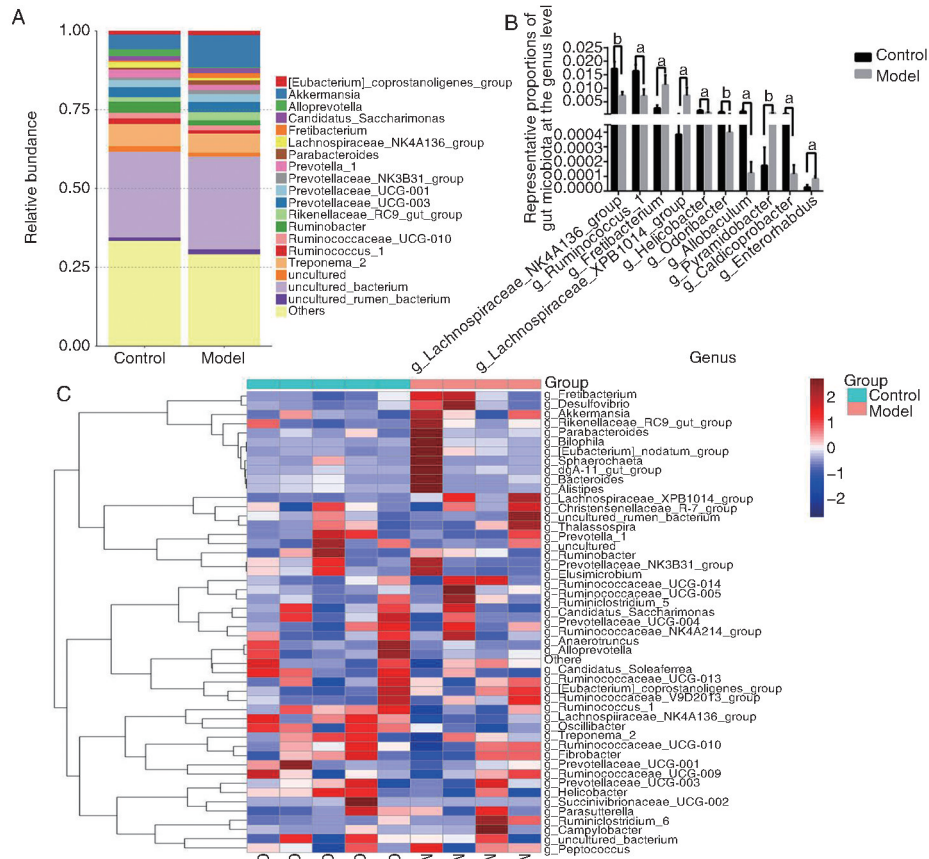 A
Relative bundance
1.00
0.75
0.50
0.25
0.00
Control
Model
[Eubacterium]_coprostanoligenes_group
Akkermansia
Alloprevotella
Candidatus_Saccharimonas
Fretibacterium
Lachnospiraceae_NK4A136_group
Parabacteroides
Prevotella_1
Prevotellaceae_NK3B31_group
Prevotellaceae_UCG-001
Prevotellaceae_UCG-003
Rikenellaceae_RC9_gut_group
Ruminobacter
Ruminococcaceae_UCG-010
Ruminococcus_1
Treponema_2
uncultured
uncultured_bacterium
uncultured_rumen_bacterium
Others
B
Representative proportions of
gut micobiota at the genus level
0.025
0.020
0.015
0.010
0.005
0.0004
0.0003
0.0002
0.0001
0.0000
b
a
a
a
a
b
a
b
a
a
Control
Model
g_Lachnospiraceae_NK4A136_group
g_Ruminococcus_1
g_Fretibacterium
g_Lachnospiraceae_XPB1014_group
g_Helicobacter
g_Odoribacter
g_Allobaculum
g_Pyramidobacter
g_Caldicoprobacter
g_Enterorhabdus
Genus
C
Group
g_Fretibacterium
g_Desulfovibrio
g_Akkermansia
g_Rikenellaceae_RC9_gut_group
g_Parabacteroides
g_Bilophila
g_[Eubacterium]_nodatum_group
g_Sphaerochaeta
g_dgA-11_gut_group
g_Bacteroides
g_Alistipes
g_Lachnospiraceae_XPB1014_group
g_Christensenellaceae_R-7_group
g_uncultured_rumen_bacterium
g_Thalassospira
g_Prevotella_1
g_uncultured
g_Ruminobacter
g_Prevotellaceae_NK3B31_group
g_Elusimicrobium
g_Ruminococcaceae_UCG-014
g_Ruminococcaceae_UCG-005
g_Ruminiclostridium_5
g_Candidatus_Saccharimonas
g_Prevotellaceae_UCG-004
g_Ruminococcaceae_NK4A214_group
g_Anaerotruncus
g_Alloprevotella
Othere
g_Candidatus_Soleaferrea
g_Ruminococcaceae_UCG-013
g_[Eubacterium]_coprostanoligenes_group
g_Ruminococcaceae_V9D2013_group
g_Ruminococcus_1
g_Lachnospiiraceae_NK4A136_group
g_Oscillibacter
g_Treponema_2
g_Ruminococcaceae_UCG-010
g_Fibrobacter
g_Prevotellaceae_UCG-001
g_Ruminococcaceae_UCG-009
g_Prevotellaceae_UCG-003
g_Helicobacter
g_Succinivibrionaceae_UCG-002
g_Parasutterella
g_Ruminiclostridium_6
g_Campylobacter
g_uncultured_bacterium
g_Peptococcus
2
1
0
−1
−2
Group
Control
Model